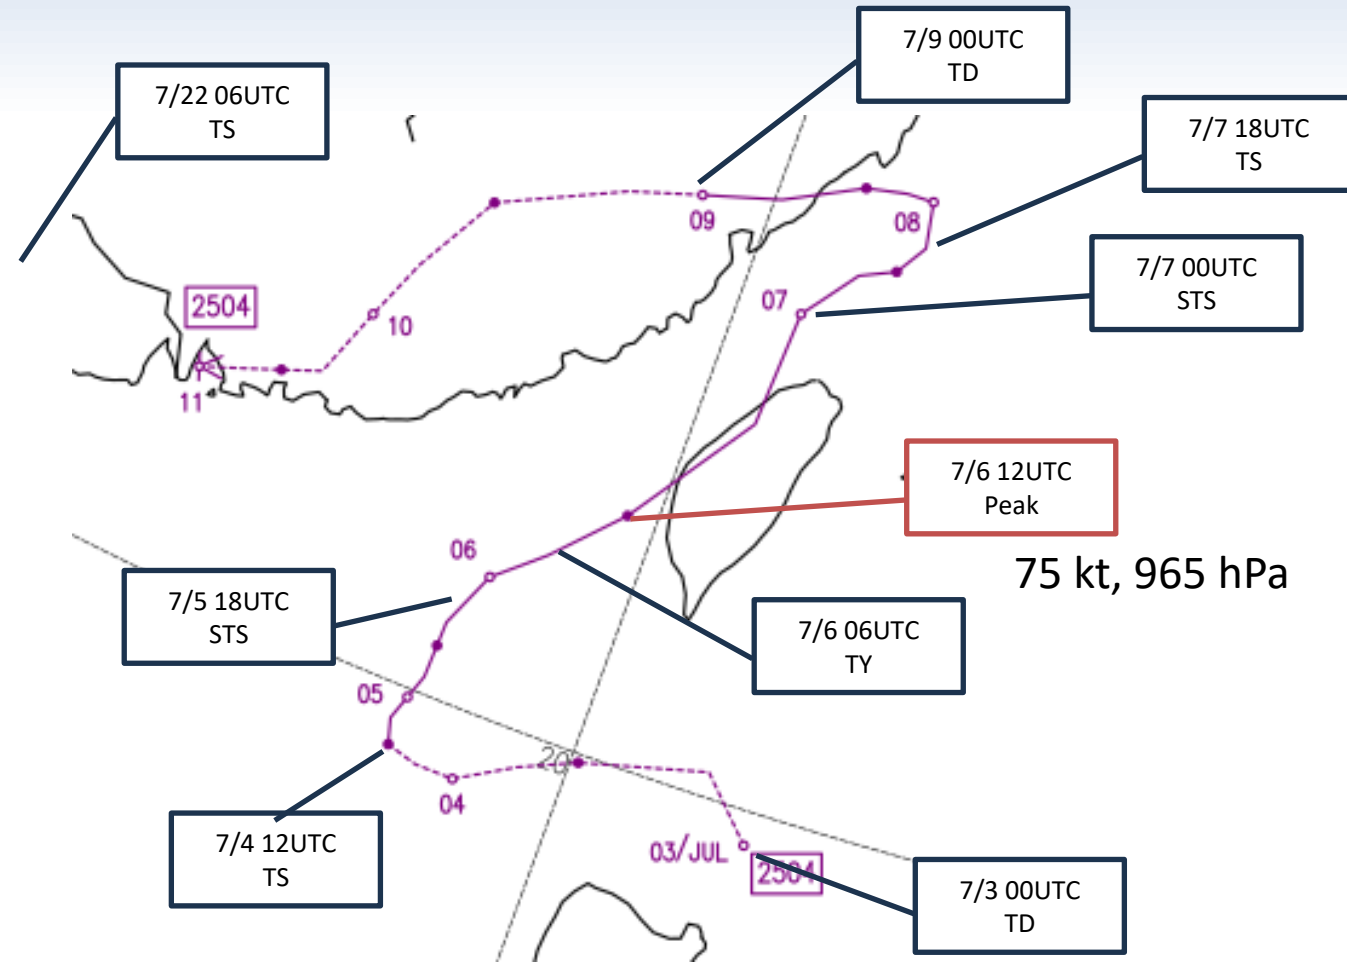 7/9 00UTC
TD
7/22 06UTC
TS
7/7 18UTC
TS
09
08
7/7 00UTC
STS
07
2504
10
11
7/6 12UTC
Peak
06
75 kt, 965 hPa
7/5 18UTC
STS
7/6 06UTC
TY
05
20
04
7/4 12UTC
TS
03/JUL
2504
7/3 00UTC
TD